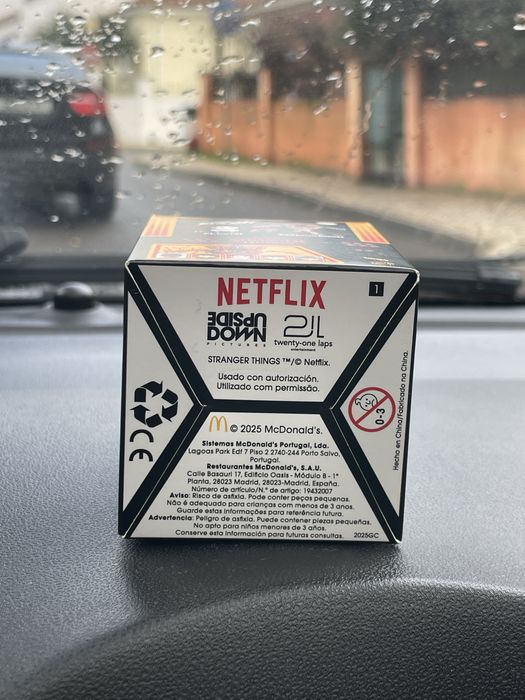 NETFLIX
1
UPSIDE
DOWN
PICTURES
21L
twenty-one laps
entertainment
STRANGER THINGS ™/© Netflix.
Usado con autorización.
Utilizado com permissão.
CE
0-3
Hecho en China/Fabricado na China.
© 2025 McDonald's.
Sistemas McDonald's Portugal, Lda.
Lagoas Park Edf 7 Piso 2 2740-244 Porto Salvo,
Portugal.
Restaurantes McDonald's, S.A.U.
Calle Basauri 17, Edificio Oasis - Módulo B - 1ª
Planta, 28023 Madrid, 28023-Madrid, España.
Número de artículo/N.° de artigo: 19432007
Aviso: Risco de asfixia. Pode conter peças pequenas.
Não é adequado para crianças com menos de 3 anos.
Guarde estas informações para referência futura.
Advertencia: Peligro de asfixia. Puede contener piezas pequeñas.
No apto para niños menores de 3 años.
Conserve esta información para futuras consultas.
2025GC